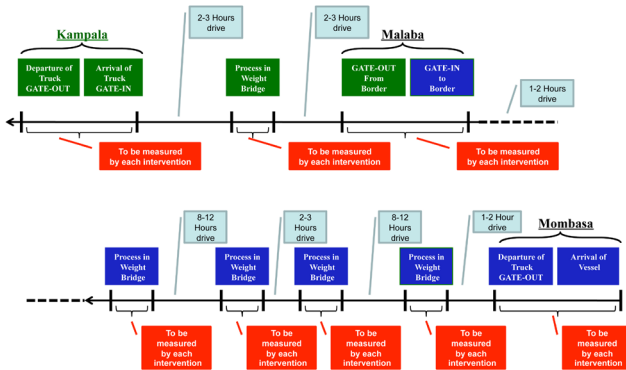 Kampala
2-3 Hours
drive
2-3 Hours
drive
Malaba
Departure of
Truck
GATE-OUT
Arrival of
Truck
GATE-IN
Process in
Weight
Bridge
GATE-OUT
From
Border
GATE-IN
to
Border
1-2 Hours
drive
To be measured
by each intervention
To be measured
by each intervention
To be measured
by each intervention
8-12
Hours
drive
2-3
Hours
drive
8-12
Hours
drive
1-2 Hour
drive
Mombasa
Process in
Weight
Bridge
Process in
Weight
Bridge
Process in
Weight
Bridge
Process in
Weight
Bridge
Departure of
Truck
GATE-OUT
Arrival of
Vessel
To be
measured
by each
intervention
To be
measured
by each
intervention
To be
measured
by each
intervention
To be
measured
by each
intervention
To be
measured
by each
intervention